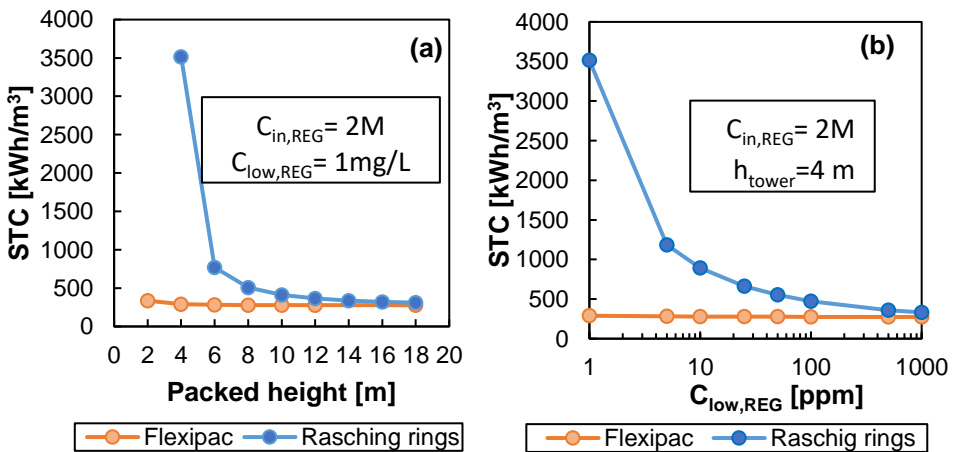 4000
3500
3000
2500
2000
1500
1000
500
0
STC [kWh/m³]
(a)
C_in,REG= 2M
C_low,REG= 1mg/L
0 2 4 6 8 10 12 14 16 18 20
Packed height [m]
Flexipac Rasching rings
4000
3500
3000
2500
2000
1500
1000
500
0
STC [kWh/m³]
(b)
C_in,REG= 2M
h_tower=4 m
1 10 100 1000
C_low,REG [ppm]
Flexipac Raschig rings